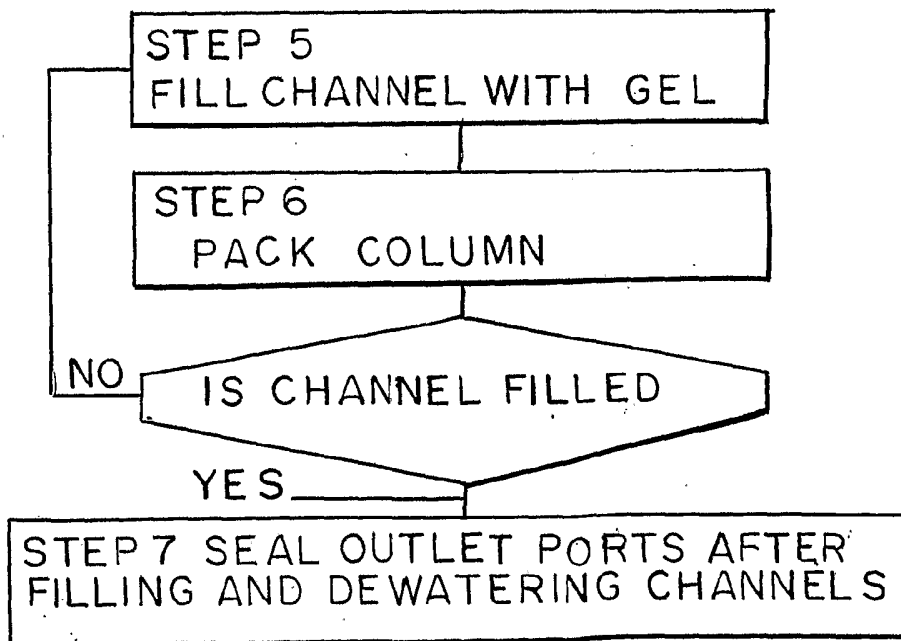 STEP 5
FILL CHANNEL WITH GEL
STEP 6
PACK COLUMN
NO
IS CHANNEL FILLED
YES
STEP 7 SEAL OUTLET PORTS AFTER
FILLING AND DEWATERING CHANNELS